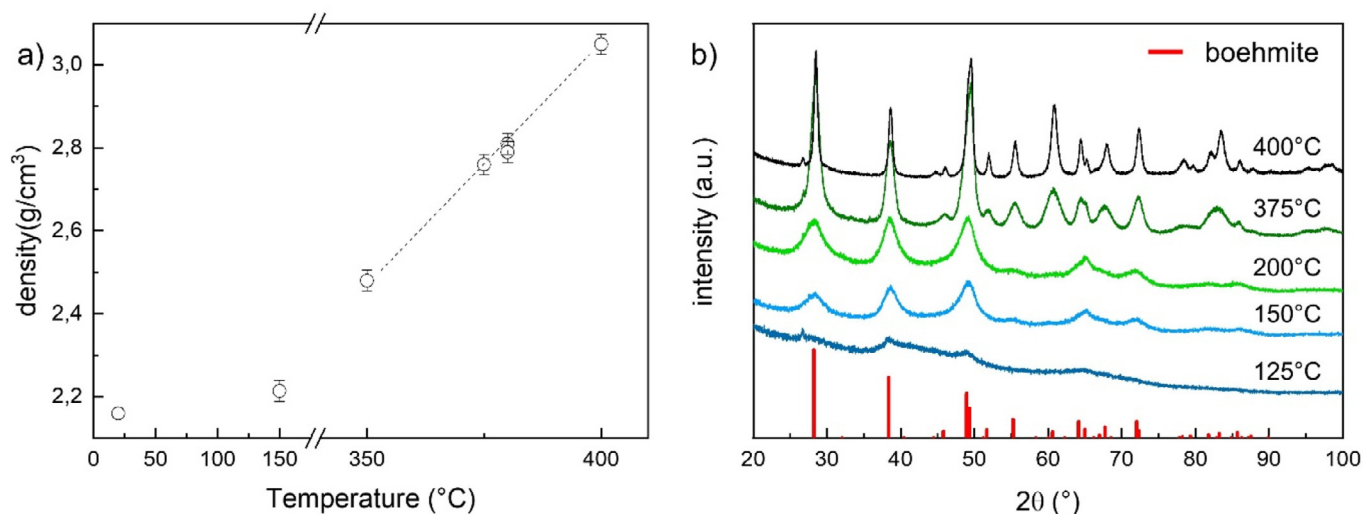 a)
3,0
2,8
2,6
2,4
2,2
density(g/cm³)
0 50 100 150 350 400
Temperature (°C)
b)
boehmite
400°C
375°C
200°C
150°C
125°C
intensity (a.u.)
20 30 40 50 60 70 80 90 100
2θ (°)